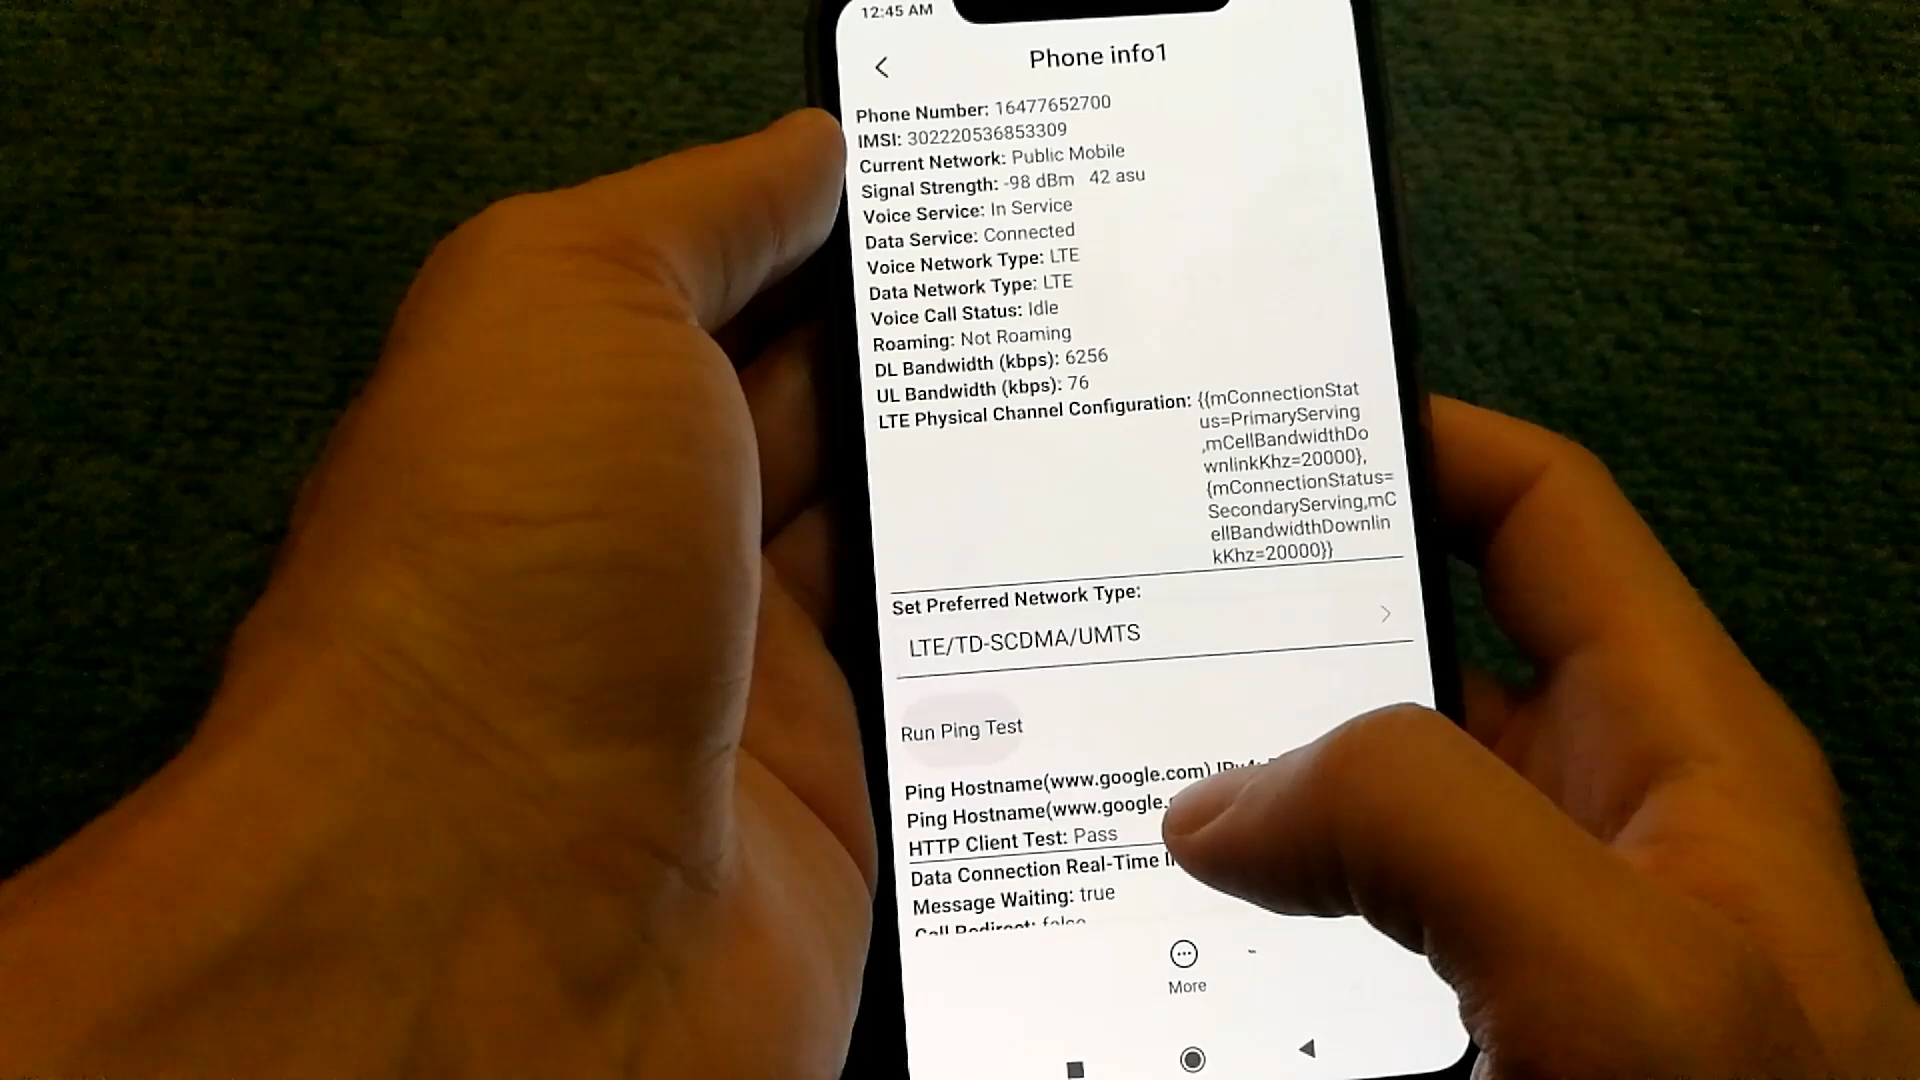 12:45 AM
Phone info1
Phone Number: 16477652700
IMSI: 302220536853309
Current Network: Public Mobile
Signal Strength: -98 dBm 42 asu
Voice Service: In Service
Data Service: Connected
Voice Network Type: LTE
Data Network Type: LTE
Voice Call Status: Idle
Roaming: Not Roaming
DL Bandwidth (kbps): 6256
UL Bandwidth (kbps): 76
LTE Physical Channel Configuration: {{mConnectionStat
us=PrimaryServing
,mCellBandwidthDo
wnlinkKhz=20000},
{mConnectionStatus=
SecondaryServing,mC
ellBandwidthDownlin
kKhz=20000}}
Set Preferred Network Type:
LTE/TD-SCDMA/UMTS
Run Ping Test
Ping Hostname(www.google.com) IPv4:
Ping Hostname(www.google.
HTTP Client Test: Pass
Data Connection Real-Time
Message Waiting: true
Call Redirect: false
More